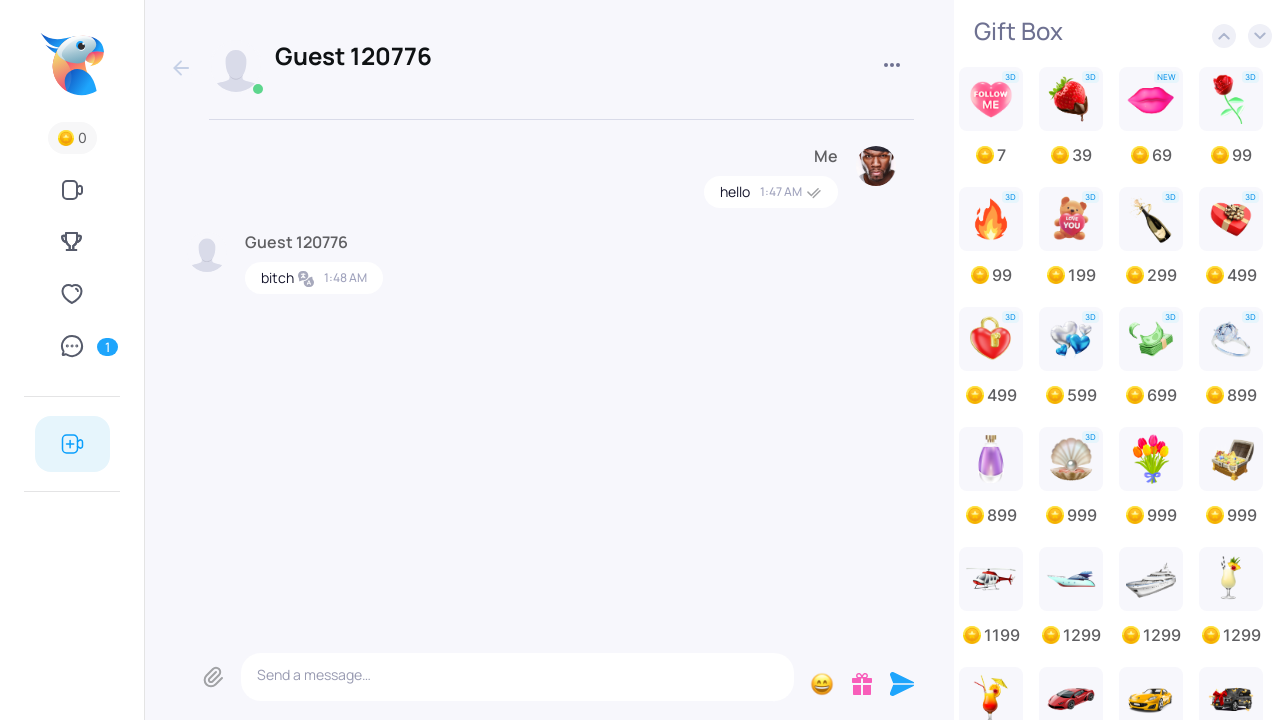 Guest 120776
Gift Box
0
1
Me
hello 1:47 AM
Guest 120776
bitch 1:48 AM
Send a message...
3D 3D NEW 3D
FOLLOW ME
7 39 69 99
3D 3D 3D
LOVE YOU
99 199 299 499
3D 3D 3D 3D
499 599 699 899
3D
899 999 999 999
1199 1299 1299 1299